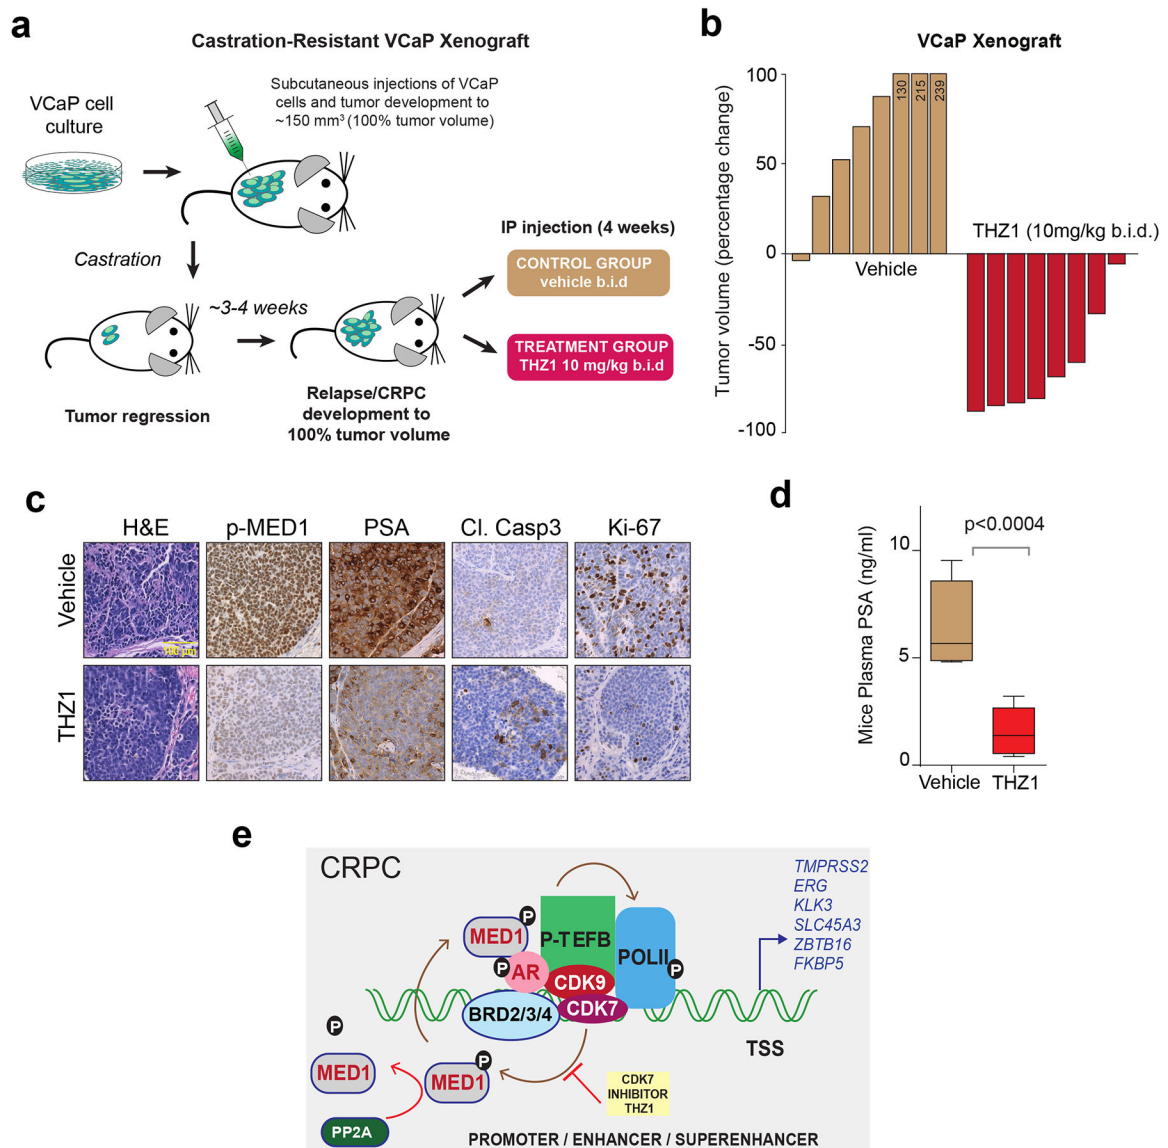 a
Castration-Resistant VCaP Xenograft
VCaP cell
culture
Subcutaneous injections of VCaP
cells and tumor development to
~150 mm³ (100% tumor volume)
Castration
~3-4 weeks
Tumor regression
Relapse/CRPC
development to
100% tumor volume
IP injection (4 weeks)
CONTROL GROUP
vehicle b.i.d
TREATMENT GROUP
THZ1 10 mg/kg b.i.d
b
VCaP Xenograft
Tumor volume (percentage change)
100
50
0
-50
-100
130
215
239
Vehicle
THZ1 (10mg/kg b.i.d.)
c
H&E
p-MED1
PSA
Cl. Casp3
Ki-67
Vehicle
100 µm
THZ1
d
p<0.0004
Mice Plasma PSA (ng/ml)
10
5
0
Vehicle
THZ1
e
CRPC
TMPRSS2
ERG
KLK3
SLC45A3
ZBTB16
FKBP5
P
MED1
P-TEFB
POLII
P
P
AR
CDK9
BRD2/3/4
CDK7
TSS
P
P
MED1
MED1
CDK7
INHIBITOR
THZ1
PP2A
PROMOTER / ENHANCER / SUPERENHANCER